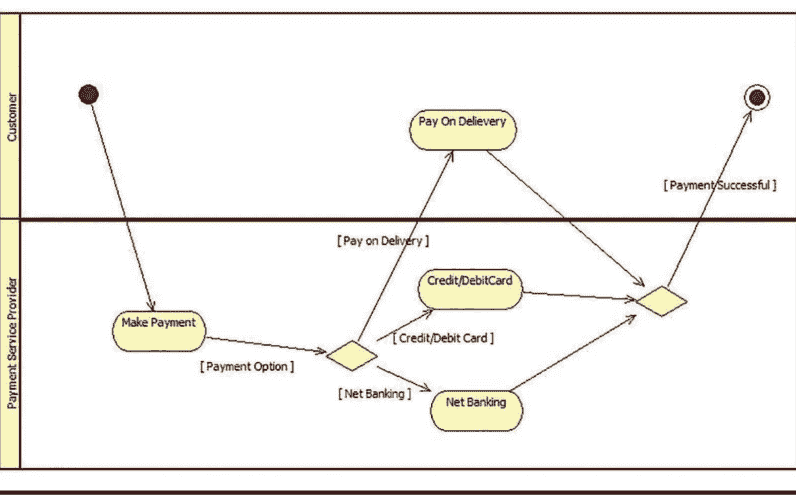 Customer
Pay On Delievery
[ Payment Successful ]
[ Pay on Delivery ]
Payment Service Provider
Credit/DebitCard
Make Payment
[ Credit/Debit Card ]
[ Payment Option ]
[ Net Banking ]
Net Banking